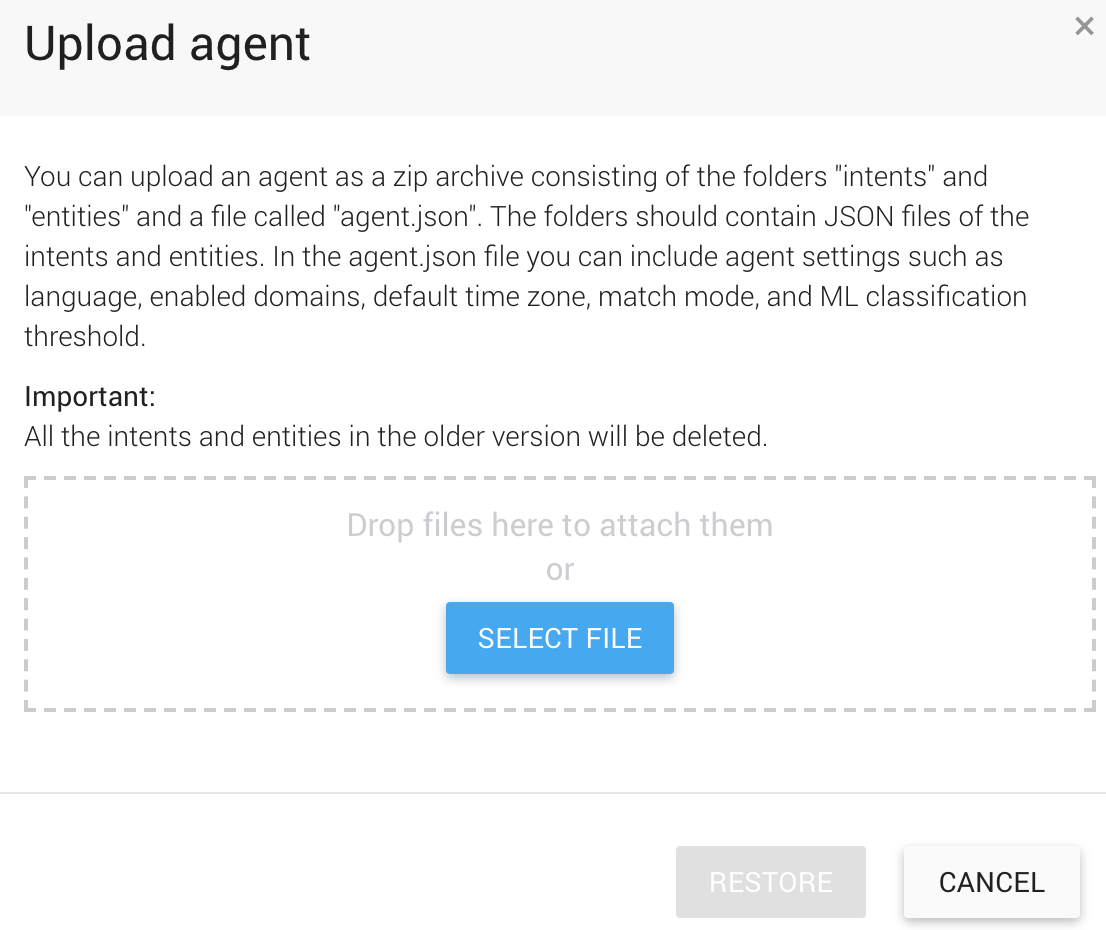 Upload agent
×
You can upload an agent as a zip archive consisting of the folders "intents" and
"entities" and a file called "agent.json". The folders should contain JSON files of the
intents and entities. In the agent.json file you can include agent settings such as
language, enabled domains, default time zone, match mode, and ML classification
threshold.
Important:
All the intents and entities in the older version will be deleted.
Drop files here to attach them
or
SELECT FILE
RESTORE
CANCEL